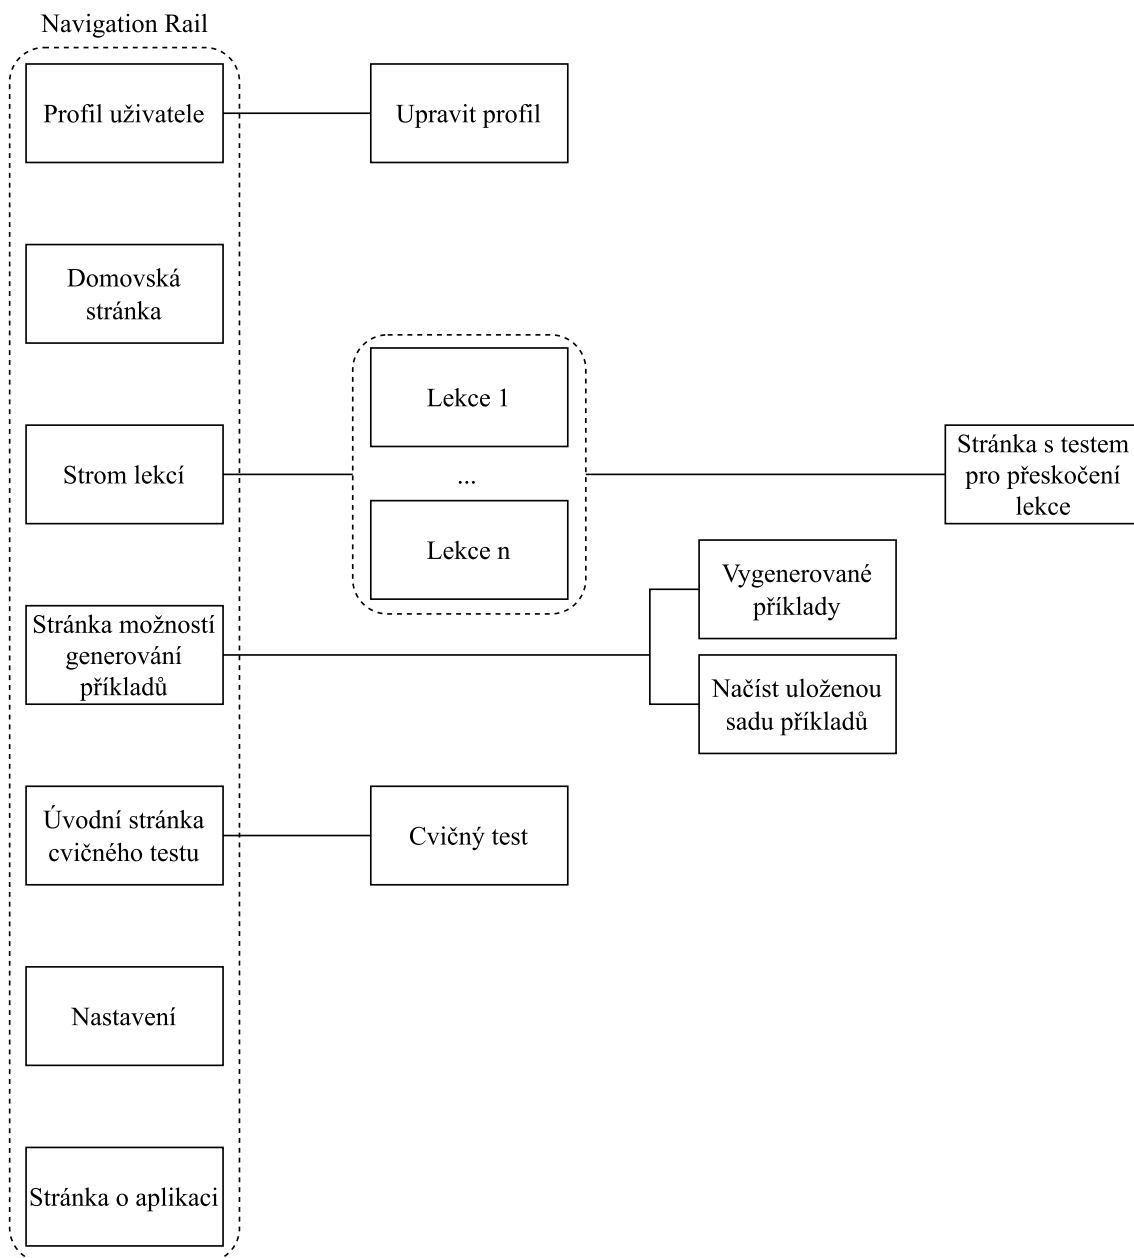 Navigation Rail
Profil uživatele
Upravit profil
Domovská
stránka
Lekce 1
Strom lekcí
...
Lekce n
Stránka s testem
pro přeskočení
lekce
Stránka možností
generování
příkladů
Vygenerované
příklady
Načíst uloženou
sadu příkladů
Úvodní stránka
cvičného testu
Cvičný test
Nastavení
Stránka o aplikaci